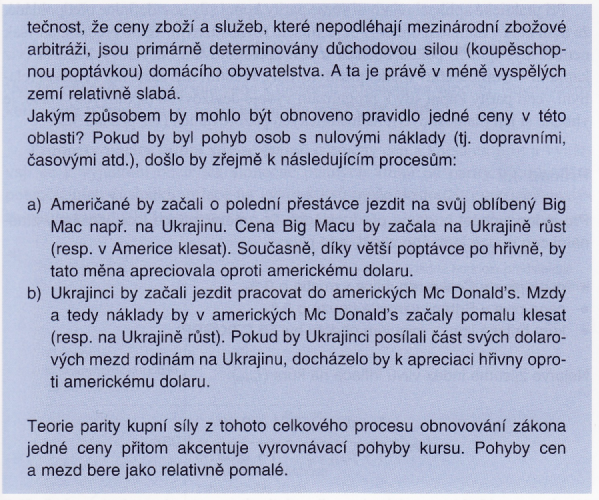 tečnost, že ceny zboží a služeb, které nepodléhají mezinárodní zbožové
arbitráži, jsou primárně determinovány důchodovou silou (koupěschop-
nou poptávkou) domácího obyvatelstva. A ta je právě v méně vyspělých
zemí relativně slabá.
Jakým způsobem by mohlo být obnoveno pravidlo jedné ceny v této
oblasti? Pokud by byl pohyb osob s nulovými náklady (tj. dopravními,
časovými atd.), došlo by zřejmě k následujícím procesům:
a) Američané by začali o polední přestávce jezdit na svůj oblíbený Big
Mac např. na Ukrajinu. Cena Big Macu by začala na Ukrajině růst
(resp. v Americe klesat). Současně, díky větší poptávce po hřivně, by
tato měna apreciovala oproti americkému dolaru.
b) Ukrajinci by začali jezdit pracovat do amerických Mc Donald's. Mzdy
a tedy náklady by v amerických Mc Donald's začaly pomalu klesat
(resp. na Ukrajině růst). Pokud by Ukrajinci posílali část svých dolaro-
vých mezd rodinám na Ukrajinu, docházelo by k apreciaci hřivny opro-
ti americkému dolaru.
Teorie parity kupní síly z tohoto celkového procesu obnovování zákona
jedné ceny přitom akcentuje vyrovnávací pohyby kursu. Pohyby cen
a mezd bere jako relativně pomalé.